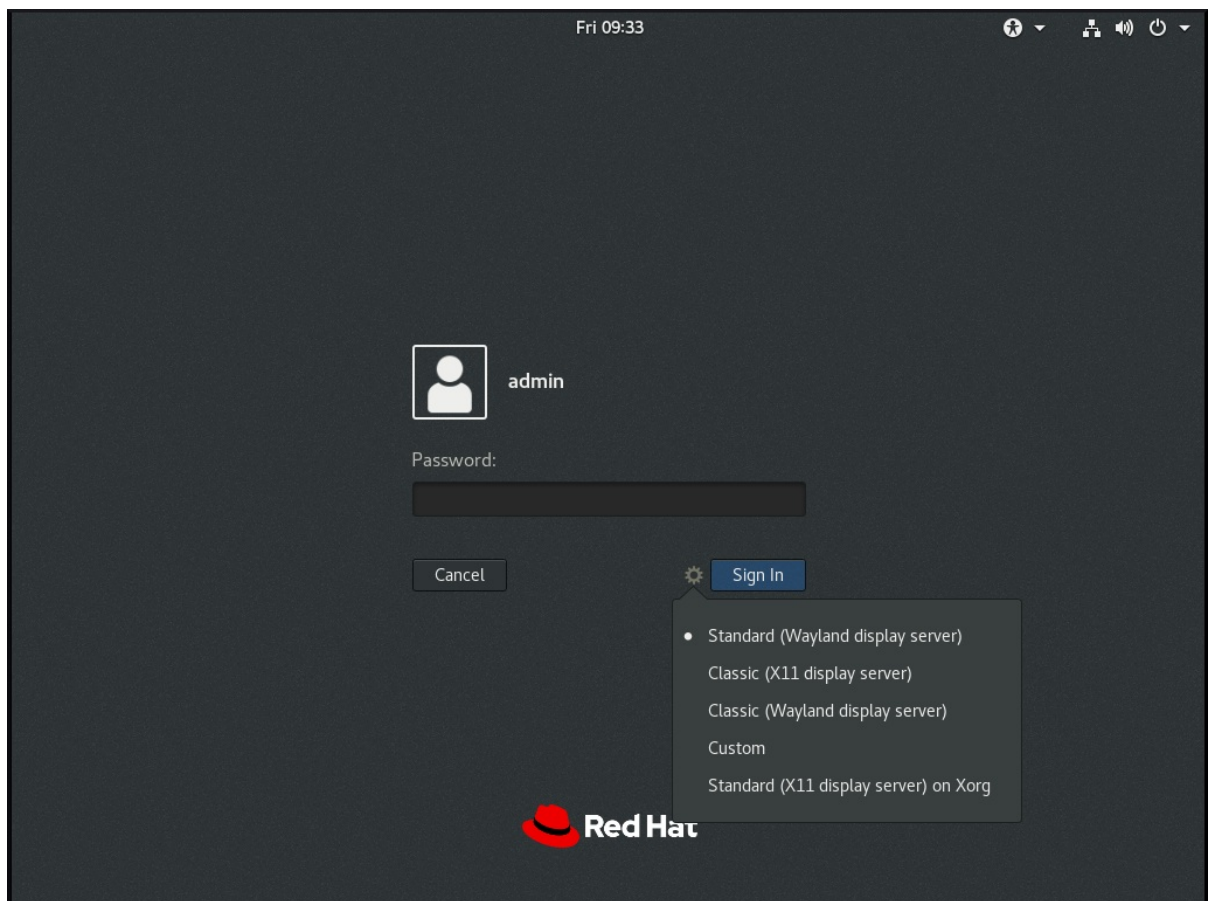 Fri 09:33
admin
Password:
Cancel
Sign In
Standard (Wayland display server)
Classic (X11 display server)
Classic (Wayland display server)
Custom
Standard (X11 display server) on Xorg
Red Hat